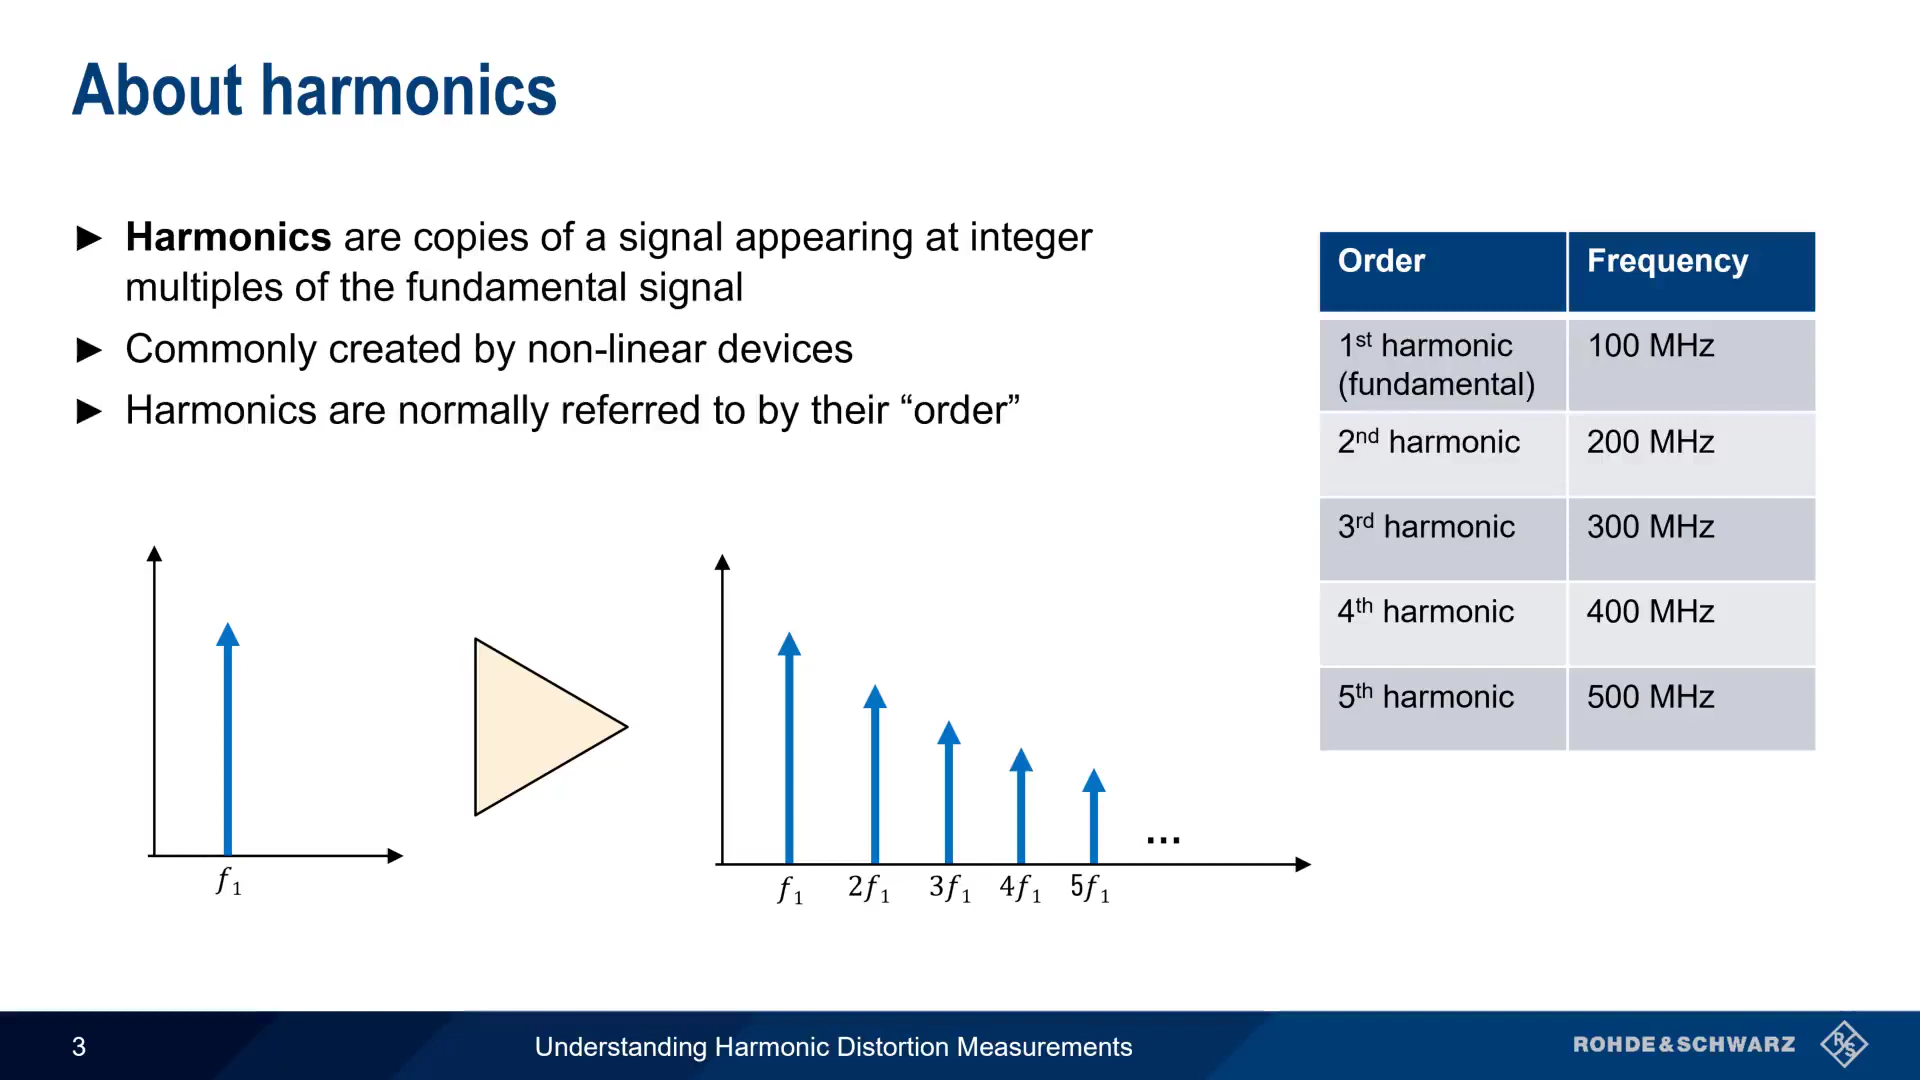 About harmonics
► Harmonics are copies of a signal appearing at integer
multiples of the fundamental signal
► Commonly created by non-linear devices
► Harmonics are normally referred to by their “order”
Order Frequency
1st harmonic 100 MHz
(fundamental)
2nd harmonic 200 MHz
3rd harmonic 300 MHz
4th harmonic 400 MHz
5th harmonic 500 MHz
f1
f1 2f1 3f1 4f1 5f1
...
3
Understanding Harmonic Distortion Measurements
ROHDE&SCHWARZ
R&S